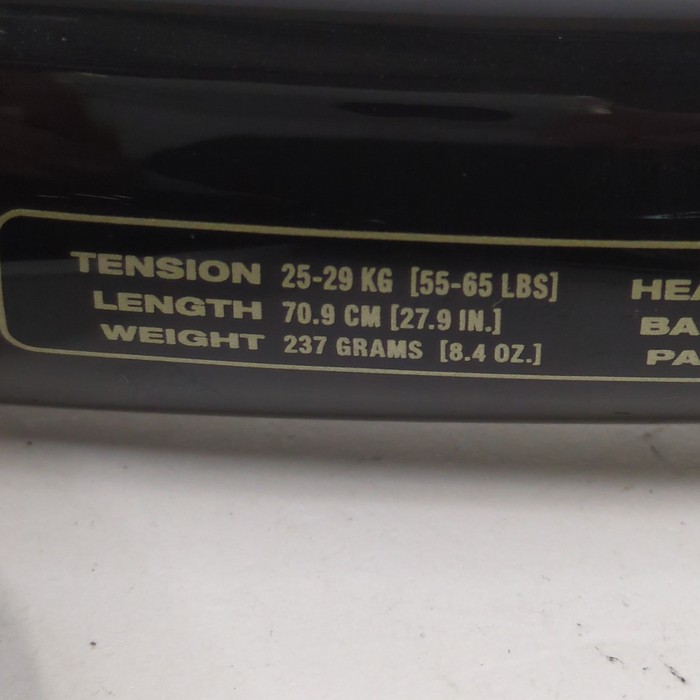 TENSION 25-29 KG [55-65 LBS]
LENGTH 70.9 CM [27.9 IN.]
WEIGHT 237 GRAMS [8.4 OZ.]